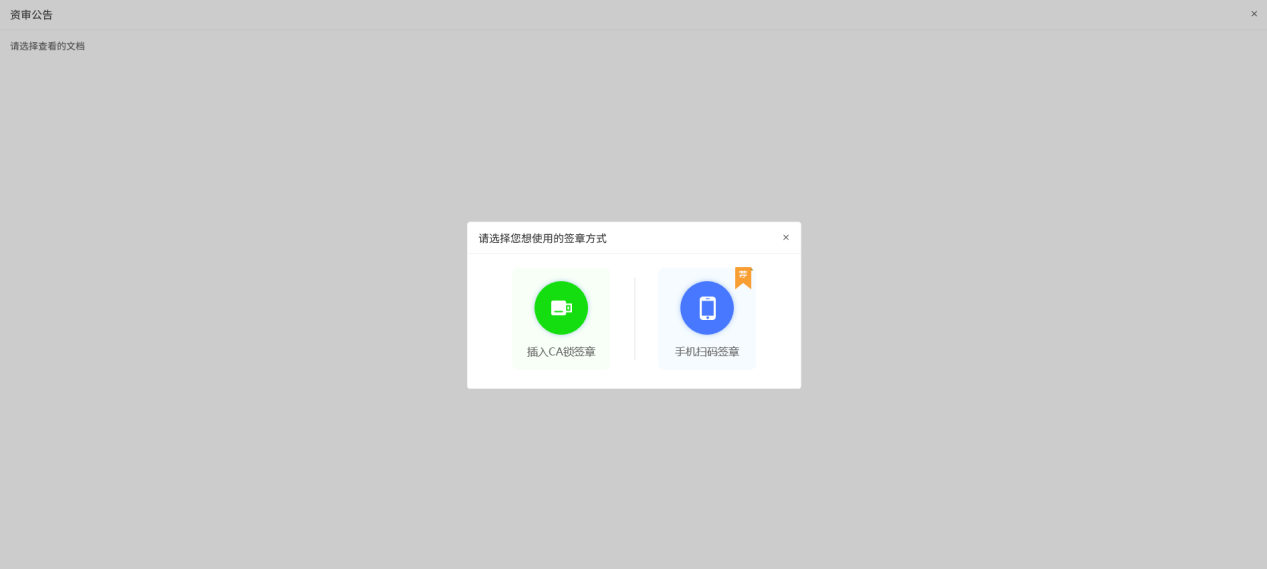 资审公告
请选择查看的文档
请选择您想使用的签章方式
荐
插入CA锁签章
手机扫码签章